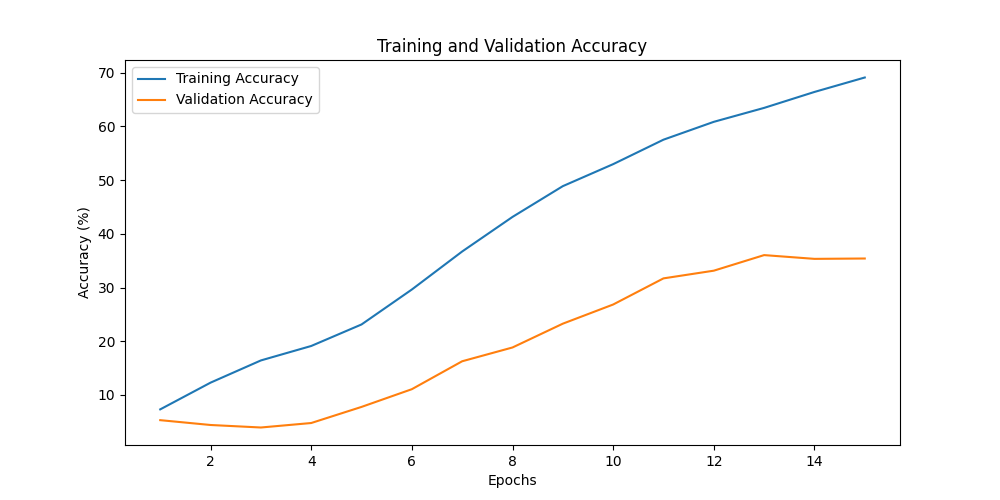 Training and Validation Accuracy
Training Accuracy
Validation Accuracy
Accuracy (%)
70
60
50
40
30
20
10
2 4 6 8 10 12 14
Epochs